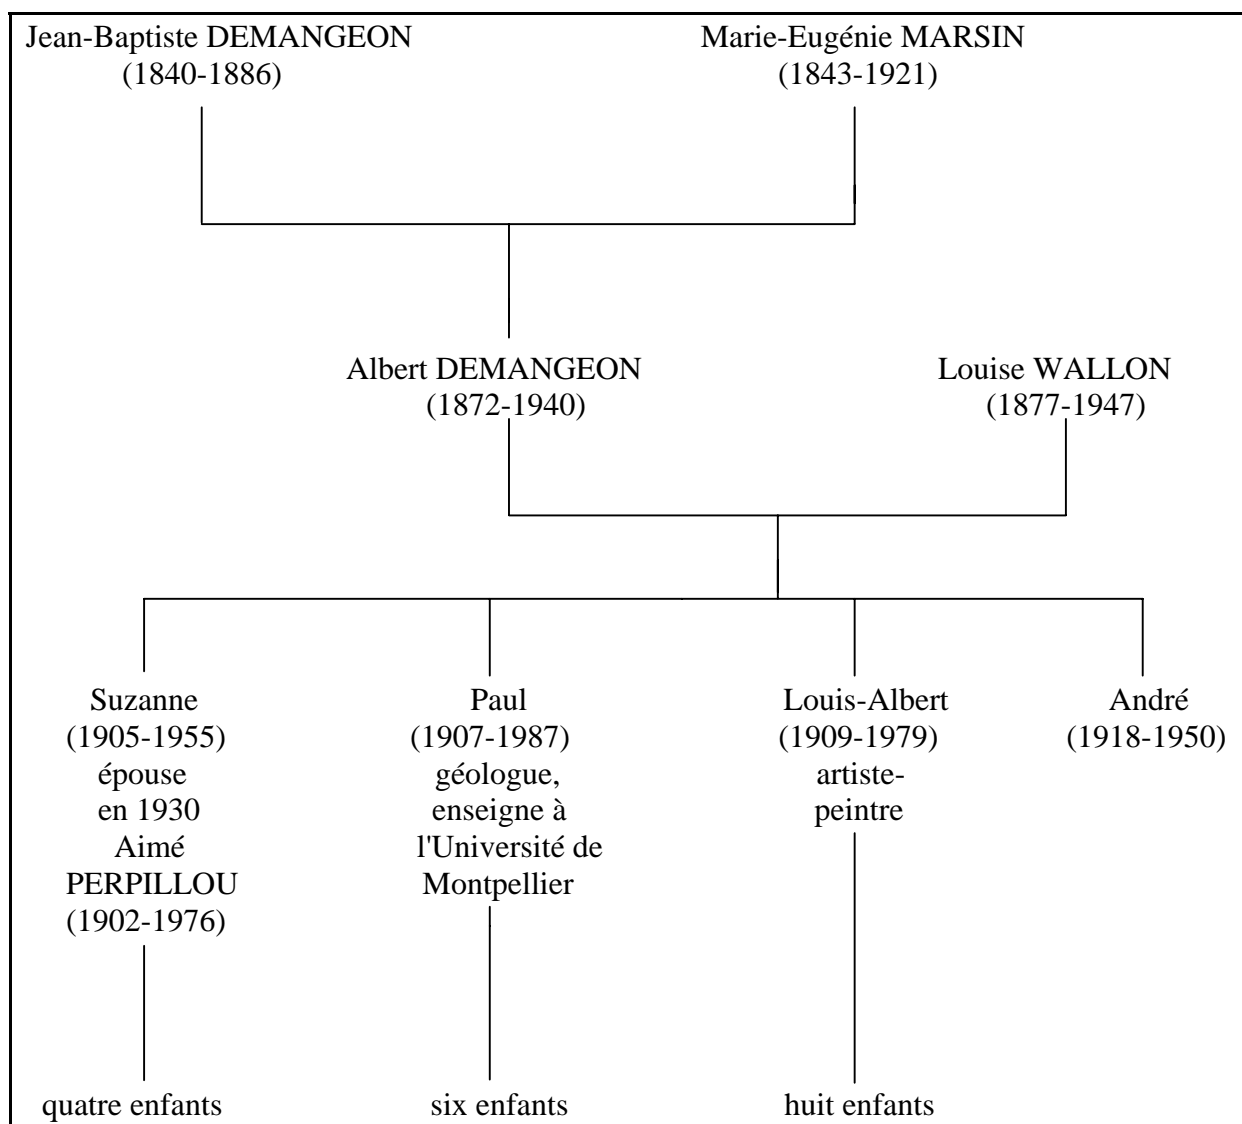 Jean-Baptiste DEMANGEON
(1840-1886)
Marie-Eugénie MARSIN
(1843-1921)
Albert DEMANGEON
(1872-1940)
Louise WALLON
(1877-1947)
Suzanne
(1905-1955)
épouse
en 1930
Aimé
PERPILLOU
(1902-1976)
quatre enfants
Paul
(1907-1987)
géologue,
enseigne à
l'Université de
Montpellier
six enfants
Louis-Albert
(1909-1979)
artiste-
peintre
huit enfants
André
(1918-1950)